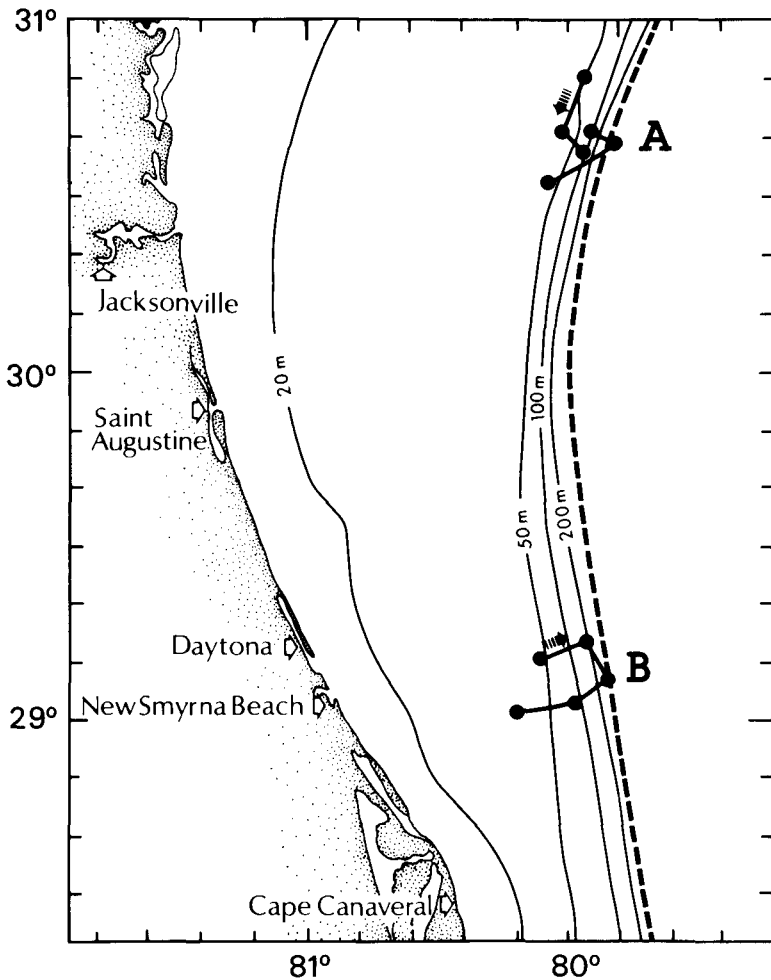 31°
A
Jacksonville
20 m
30°
100 m
Saint
Augustine
50 m
200 m
Daytona
B
New Smyrna Beach
29°
Cape Canaveral
81°
80°